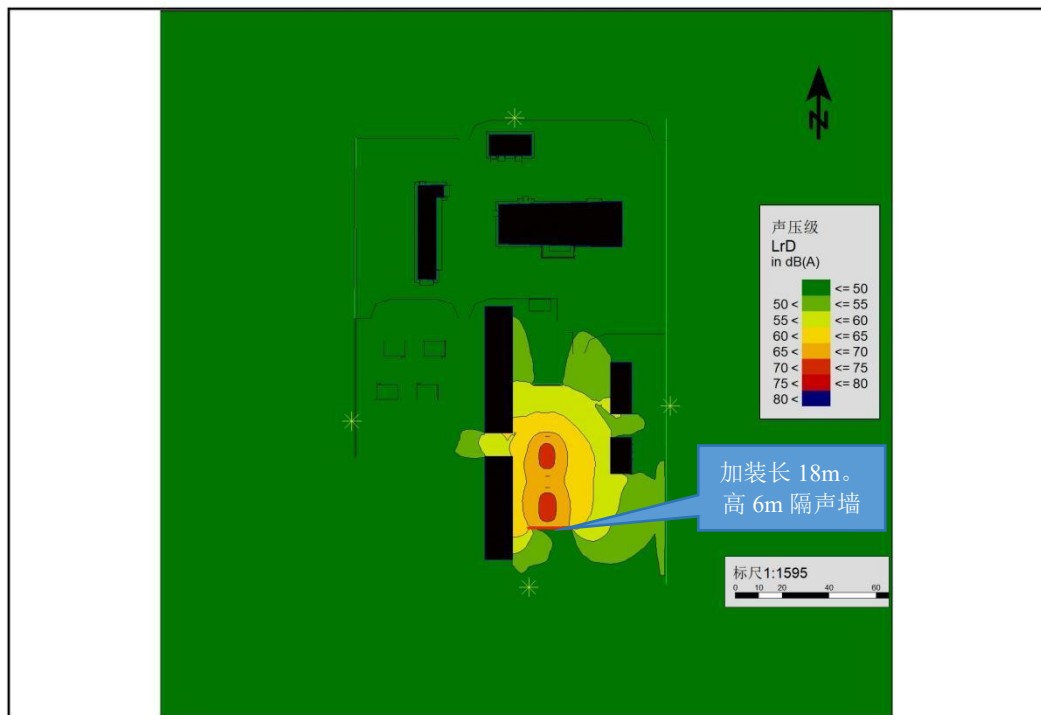 N
声压级
LrD
in dB(A)
<= 50
50 < <= 55
55 < <= 60
60 < <= 65
65 < <= 70
70 < <= 75
75 < <= 80
80 <
加装长 18m。
高 6m 隔声墙
标尺1:1595
0 10 20 40 60